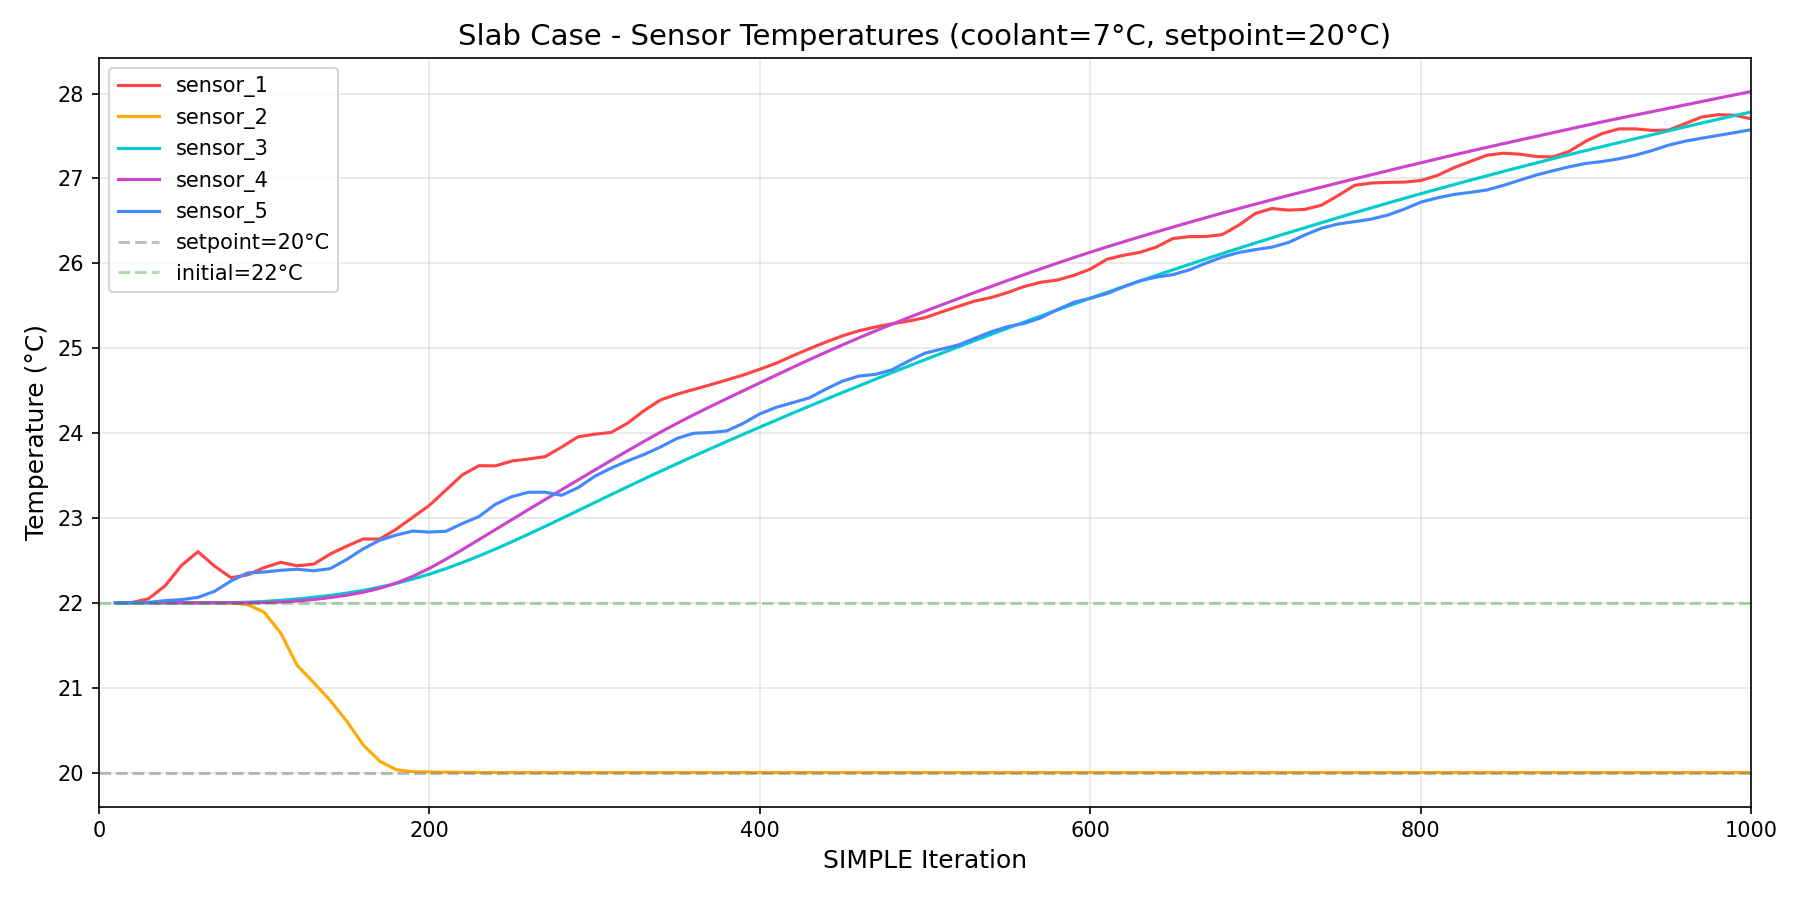 Slab Case - Sensor Temperatures (coolant=7°C, setpoint=20°C)
sensor_1
sensor_2
sensor_3
sensor_4
sensor_5
setpoint=20°C
initial=22°C
Temperature (°C)
28
27
26
25
24
23
22
21
20
0
200
400
600
800
1000
SIMPLE Iteration